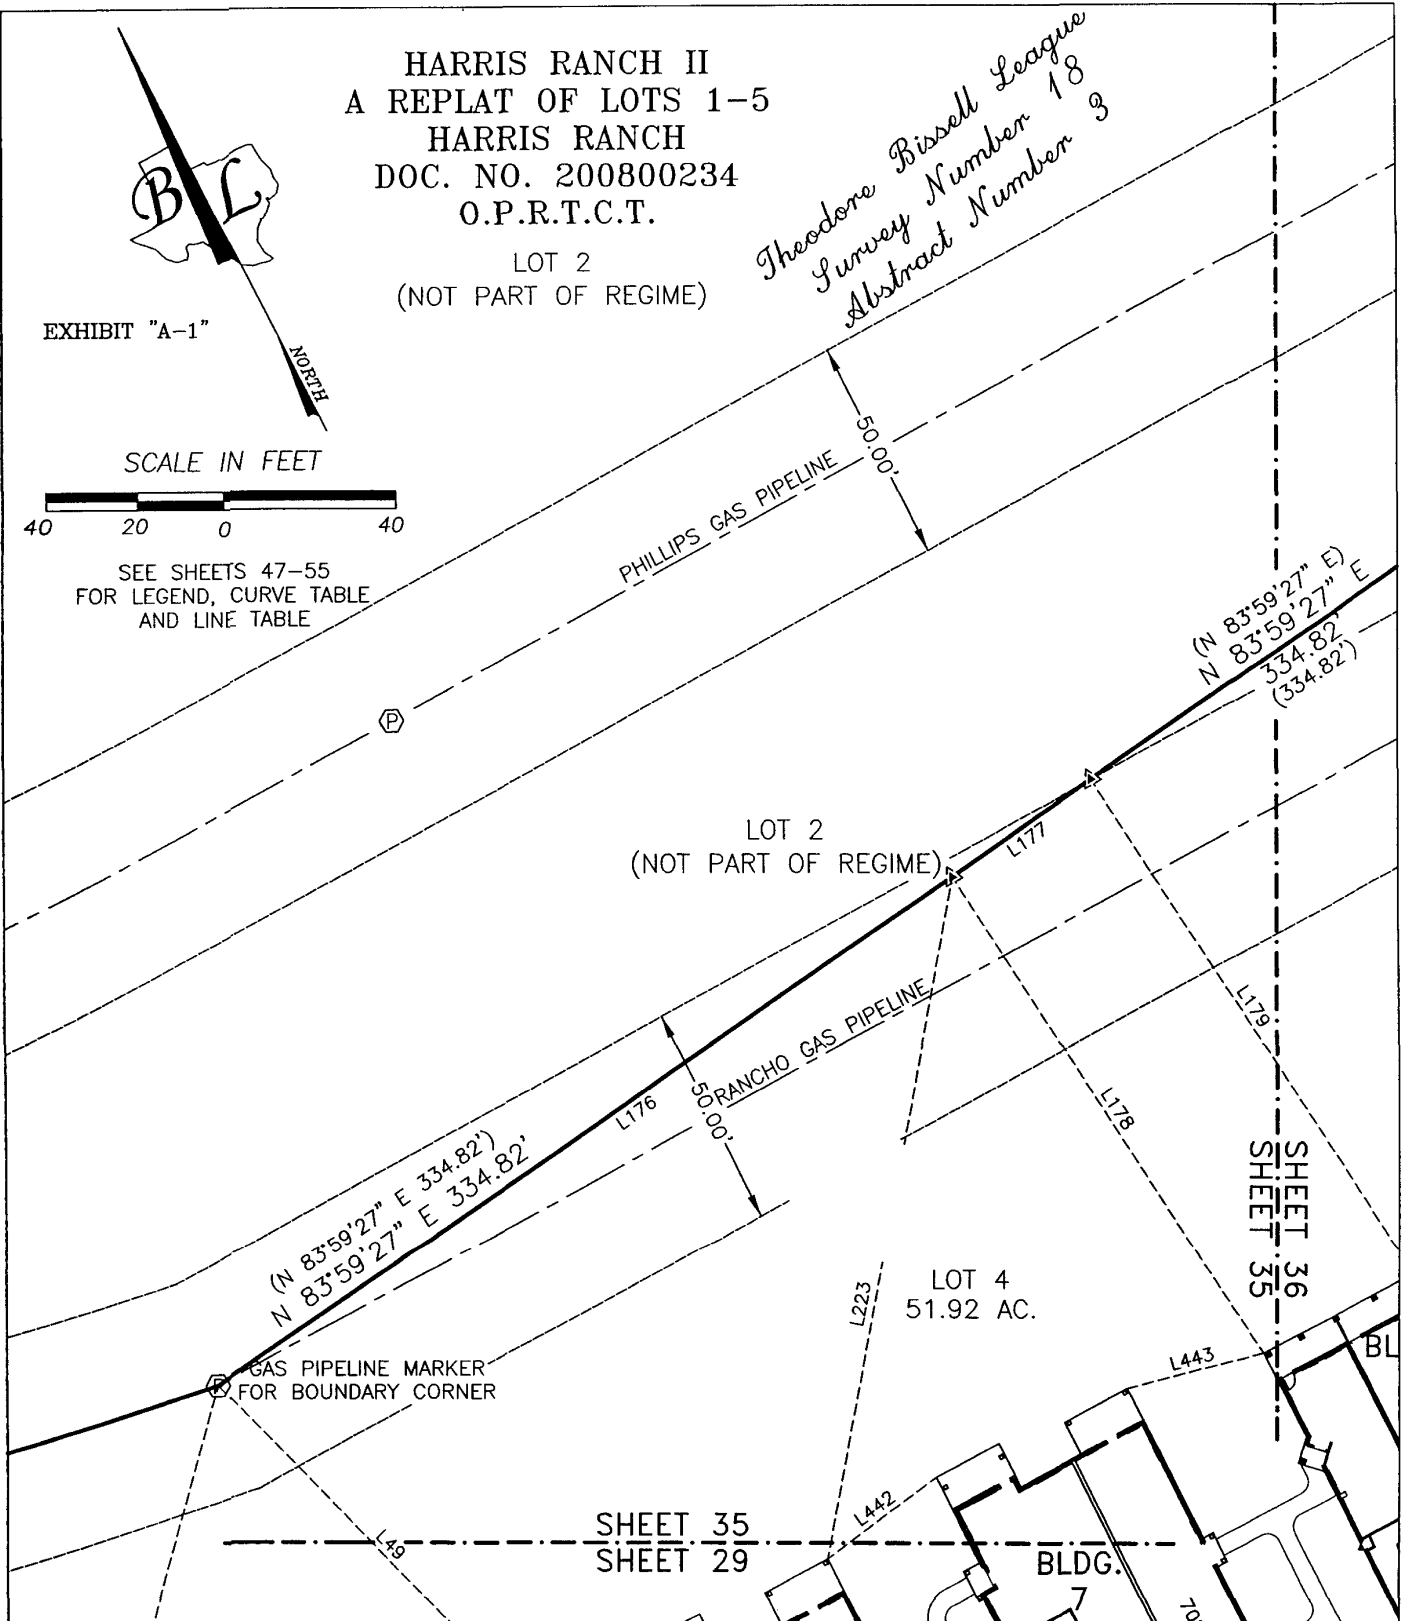 HARRIS RANCH II
A REPLAT OF LOTS 1-5
HARRIS RANCH
DOC. NO. 200800234
O.P.R.T.C.T.
LOT 2
(NOT PART OF REGIME)
Theodore Bissell League
Survey Number 18
Abstract Number 3
B L
EXHIBIT "A-1"
NORTH
SCALE IN FEET
40 20 0 40
SEE SHEETS 47-55
FOR LEGEND, CURVE TABLE
AND LINE TABLE
50.00'
PHILLIPS GAS PIPELINE
P
(N 83°59'27" E)
N 83°59'27" E
334.82'
(334.82')
LOT 2
(NOT PART OF REGIME)
L177
L179
RANCHO GAS PIPELINE
L176
50.00'
L178
(N 83°59'27" E 334.82')
N 83°59'27" E 334.82'
SHEET 36
SHEET 35
LOT 4
51.92 AC.
L223
L443
BL
GAS PIPELINE MARKER
FOR BOUNDARY CORNER
L49
L442
SHEET 35
SHEET 29
BLDG.
7